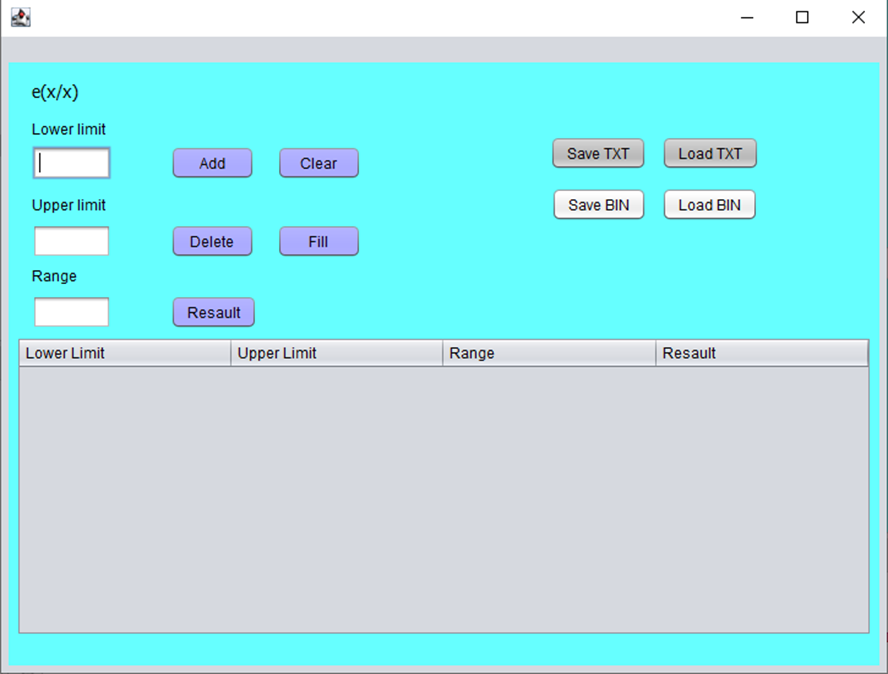 e(x/x)
Lower limit
Add Clear
Save TXT Load TXT
Save BIN Load BIN
Upper limit
Delete Fill
Range
Resault
Lower Limit Upper Limit Range Resault